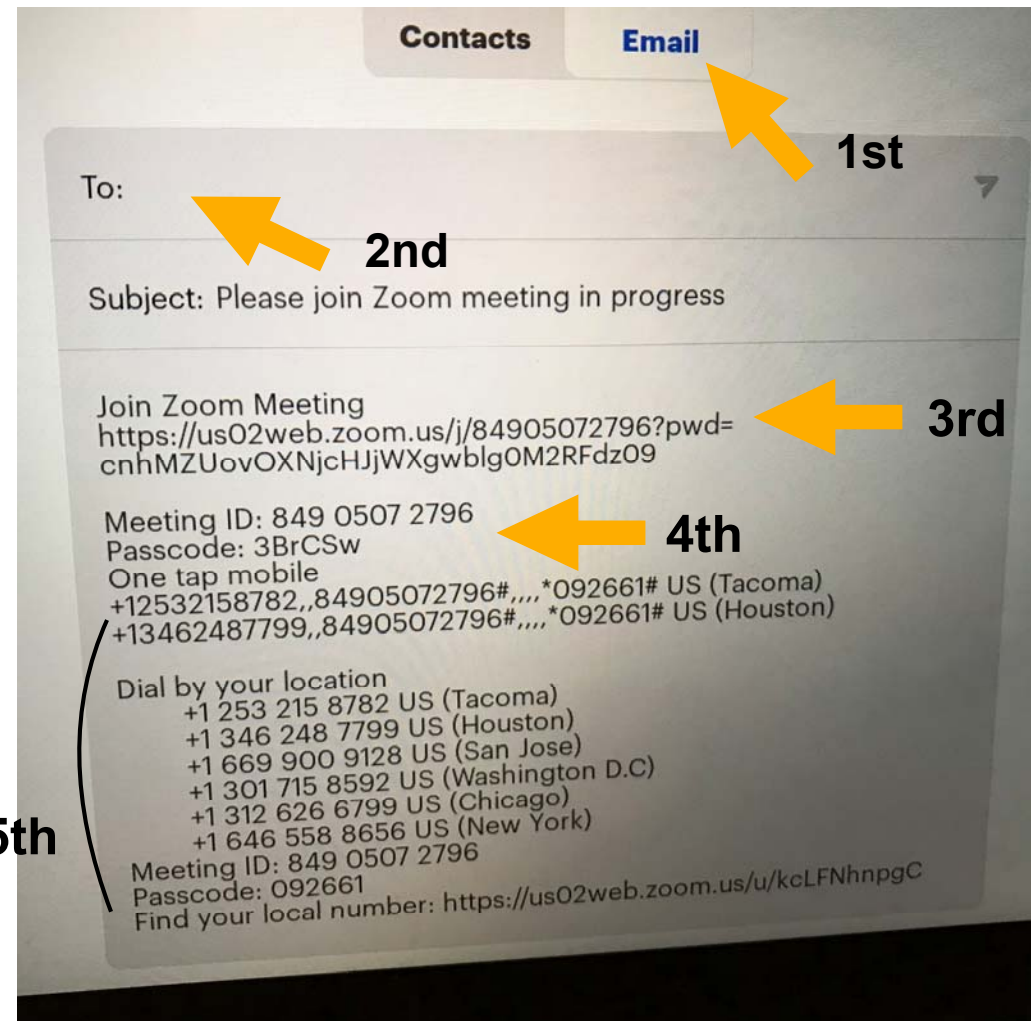 Contacts
Email
1st
To:
2nd
Subject: Please join Zoom meeting in progress
Join Zoom Meeting
https://us02web.zoom.us/j/84905072796?pwd=
cnhMZUovOXNjcHJjWXgwblg0M2RFdz09
3rd
Meeting ID: 849 0507 2796
Passcode: 3BrCSw
4th
One tap mobile
+12532158782,,84905072796#,,,,*092661# US (Tacoma)
+13462487799,,84905072796#,,,,*092661# US (Houston)
Dial by your location
+1 253 215 8782 US (Tacoma)
+1 346 248 7799 US (Houston)
+1 669 900 9128 US (San Jose)
+1 301 715 8592 US (Washington D.C)
+1 312 626 6799 US (Chicago)
+1 646 558 8656 US (New York)
5th
Meeting ID: 849 0507 2796
Passcode: 092661
Find your local number: https://us02web.zoom.us/u/kcLFNhnpgC